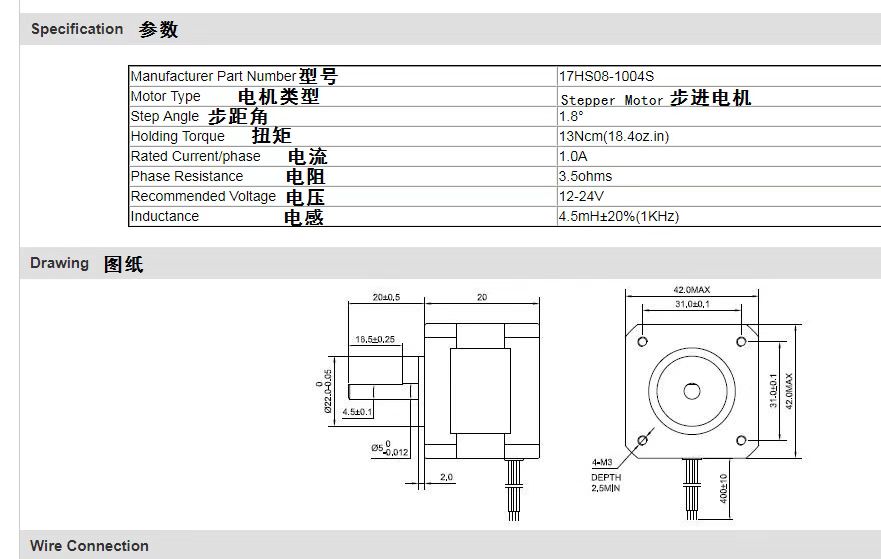 Specification 参数
Manufacturer Part Number 型号 17HS08-1004S
Motor Type 电机类型 Stepper Motor 步进电机
Step Angle 步距角 1.8°
Holding Torque 扭矩 13Ncm(18.4oz.in)
Rated Current/phase 电流 1.0A
Phase Resistance 电阻 3.5ohms
Recommended Voltage 电压 12-24V
Inductance 电感 4.5mH±20%(1KHz)
Drawing 图纸
20±0.5
20
16.5±0.25
Ø22.0 0 -0.05
4.5±0.1
Ø5 0 -0.012
2.0
42.0MAX
31.0±0.1
31.0±0.1
42.0MAX
4-M3
DEPTH
2.5MIN
400±10
Wire Connection